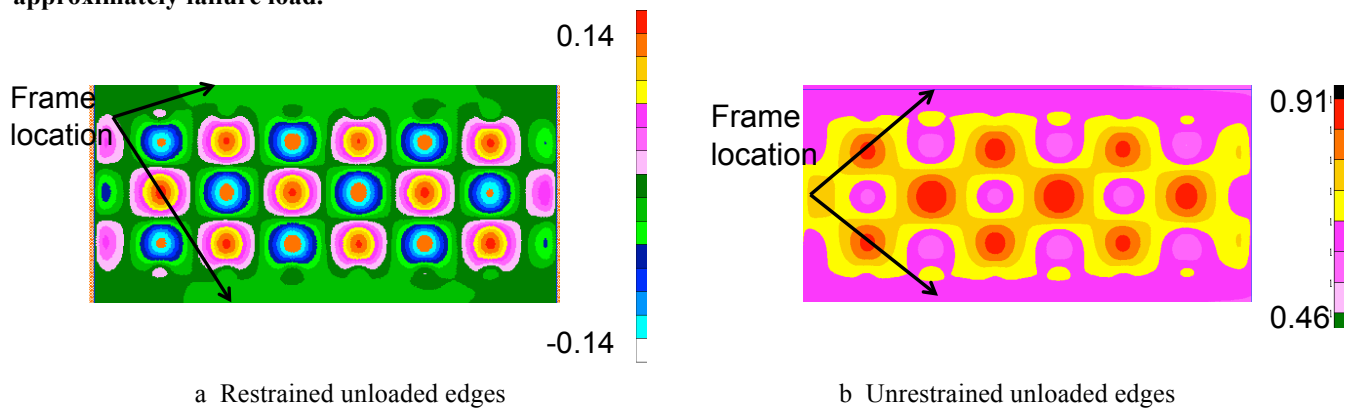 approximately failure load.
0.14
Frame
location
-0.14
a Restrained unloaded edges
0.91
Frame
location
0.46
b Unrestrained unloaded edges